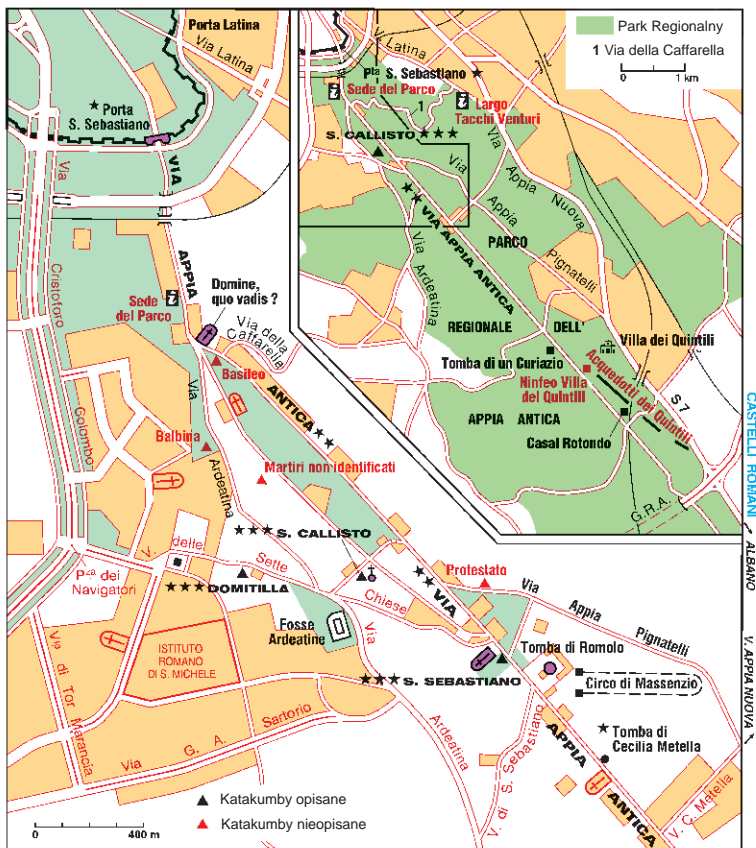 Porta Latina
Via Latina
★ Porta
S. Sebastiano
VIA
Via
Cristoforo
Colombo
APPIA
Sede
del Parco
Domine,
quo vadis ?
Via della
Caffarella
Basileo
ANTICA ★★
Via
Ardeatina
Balbina
Martiri non identificati
★★★ S. CALLISTO
V. delle
Sette
Chiese
Pza dei
Navigatori
★★★ DOMITILLA
Fosse
Ardeatine
★★ VIA
Protestato
Via
Appia
Pignatelli
Via di Tor Marancia
ISTITUTO
ROMANO
DI S. MICHELE
Via
Ardeatina
★★★ S. SEBASTIANO
Tomba di Romolo
Circo di Massenzio
★
Tomba di
Cecilia Metella
Via G. A. Sartorio
V. di S. Sebastiano
APPIA
ANTICA
V. C. Metella
▲ Katakumby opisane
▲ Katakumby nieopisane
0 400 m
Park Regionalny
1 Via della Caffarella
0 1 km
V. Latina
Pta S. Sebastiano ★
Sede del Parco
1
Largo
Tacchi Venturi
S. CALLISTO ★★★
Via
Appia
Pignatelli
Via
Appia
Nuova
★★ VIA APPIA ANTICA
Via Ardeatina
PARCO
REGIONALE
DELL'
APPIA ANTICA
Villa dei Quintili
Tomba di un Curiazio
Ninfeo Villa
dei Quintili
Acquedotti dei Quintili
Casal Rotondo
S 7
G.R.A.
CASTELLI ROMANI
ALBANO
V. APPIA NUOVA